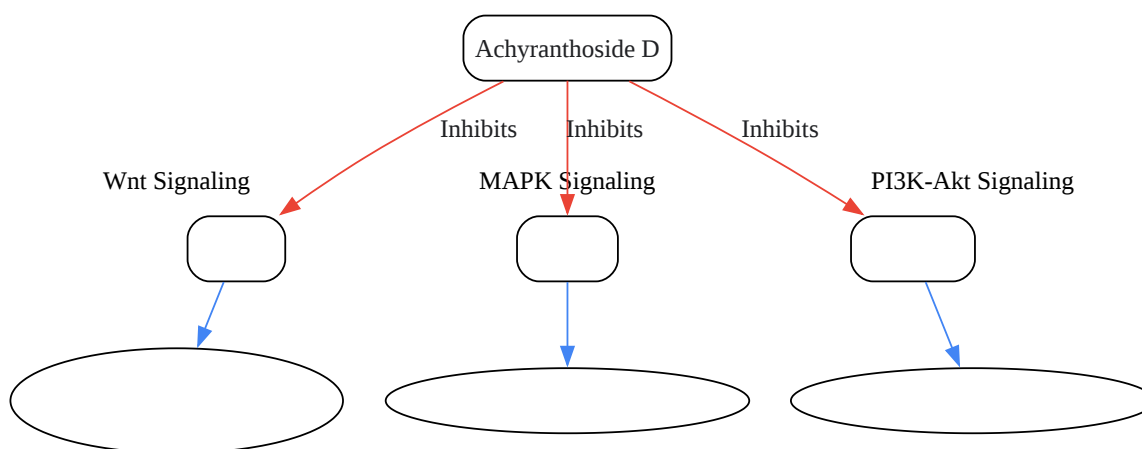 Achyranthoside D
Inhibits
Inhibits
Inhibits
Wnt Signaling
MAPK Signaling
PI3K-Akt Signaling